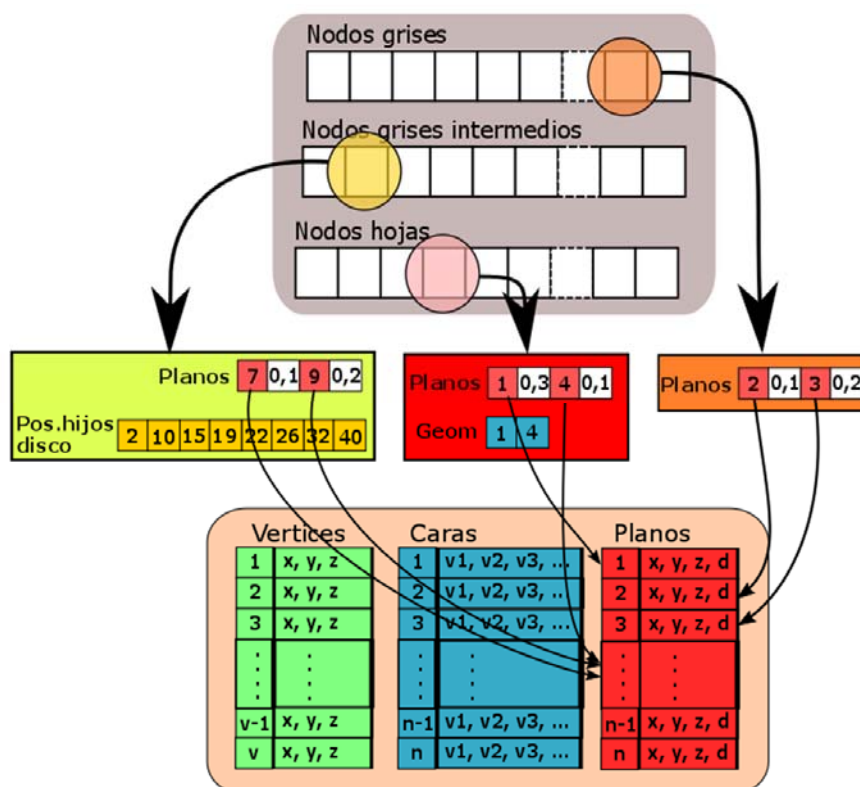 Nodos grises
Nodos grises intermedios
Nodos hojas
Planos 7 0,1 9 0,2
Pos.hijos disco 2 10 15 19 22 26 32 40
Planos 1 0,3 4 0,1
Geom 1 4
Planos 2 0,1 3 0,2
Vertices Caras Planos
1 x, y, z 1 v1, v2, v3, ... 1 x, y, z, d
2 x, y, z 2 v1, v2, v3, .. 2 x, y, z, d
3 x, y, z 3 v1, v2, v3, ... 3 x, y, z, d
v-1 x, y, z n-1 v1, v2, v3, ... n-1 x, y, z, d
v x, y, z n v1, v2, v3, ... n x, y, z, d